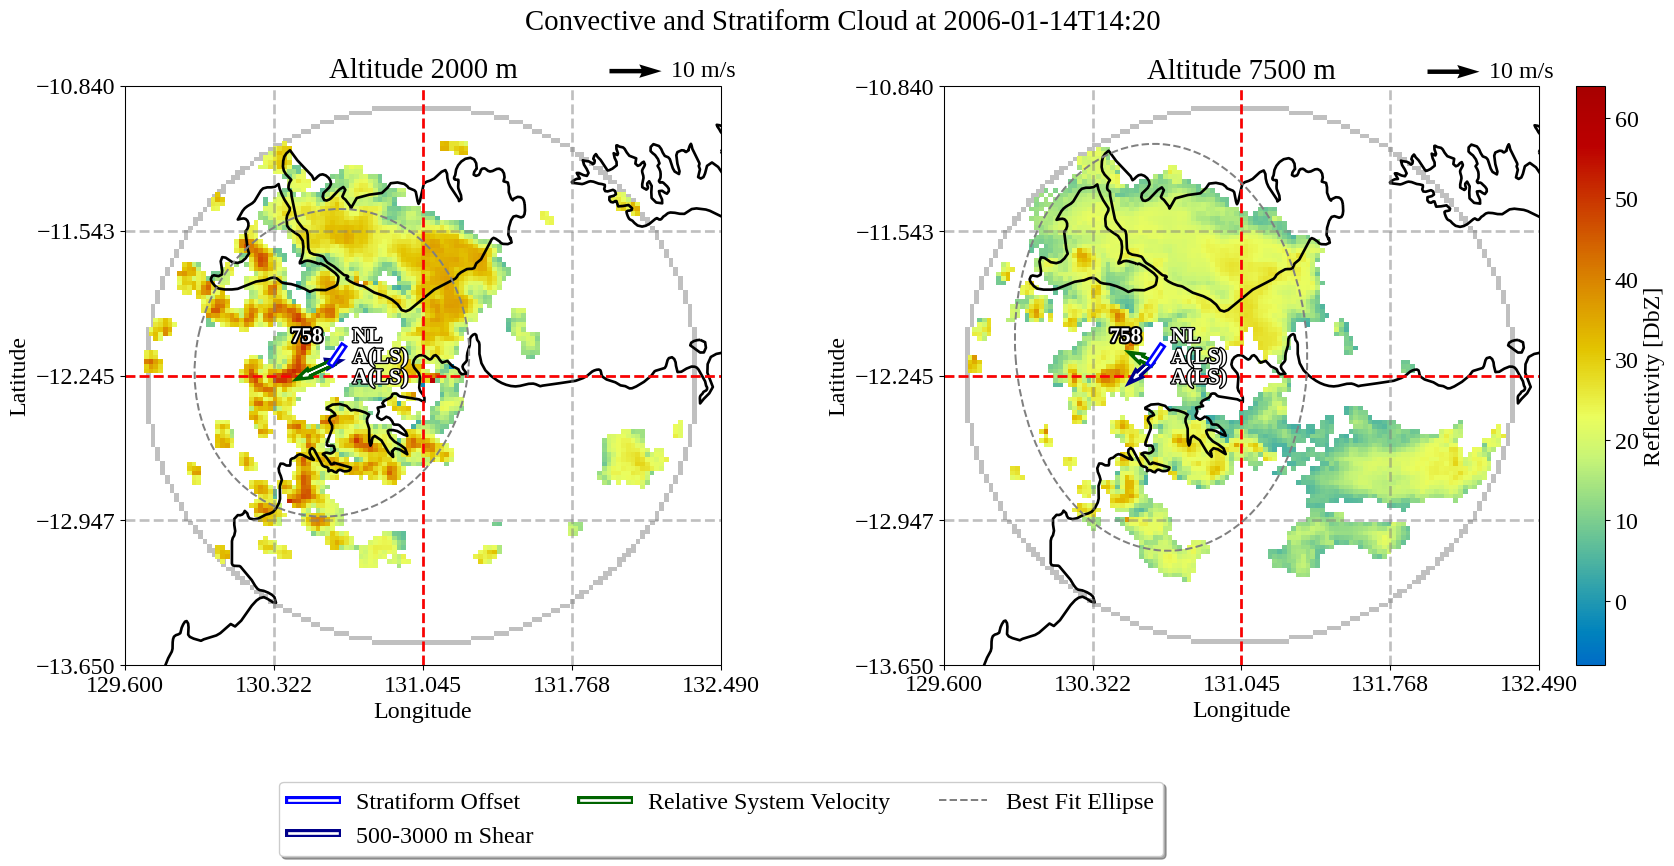 Convective and Stratiform Cloud at 2006-01-14T14:20
Altitude 2000 m
10 m/s
Altitude 7500 m
10 m/s
−10.840
−11.543
−12.245
−12.947
−13.650
Latitude
129.600
130.322
131.045
131.768
132.490
Longitude
758
NL
A(LS)
A(LS)
−10.840
−11.543
−12.245
−12.947
−13.650
Latitude
129.600
130.322
131.045
131.768
132.490
Longitude
758
NL
A(LS)
A(LS)
60
50
40
30
20
10
0
Reflectivity [DbZ]
Stratiform Offset
Relative System Velocity
Best Fit Ellipse
500-3000 m Shear